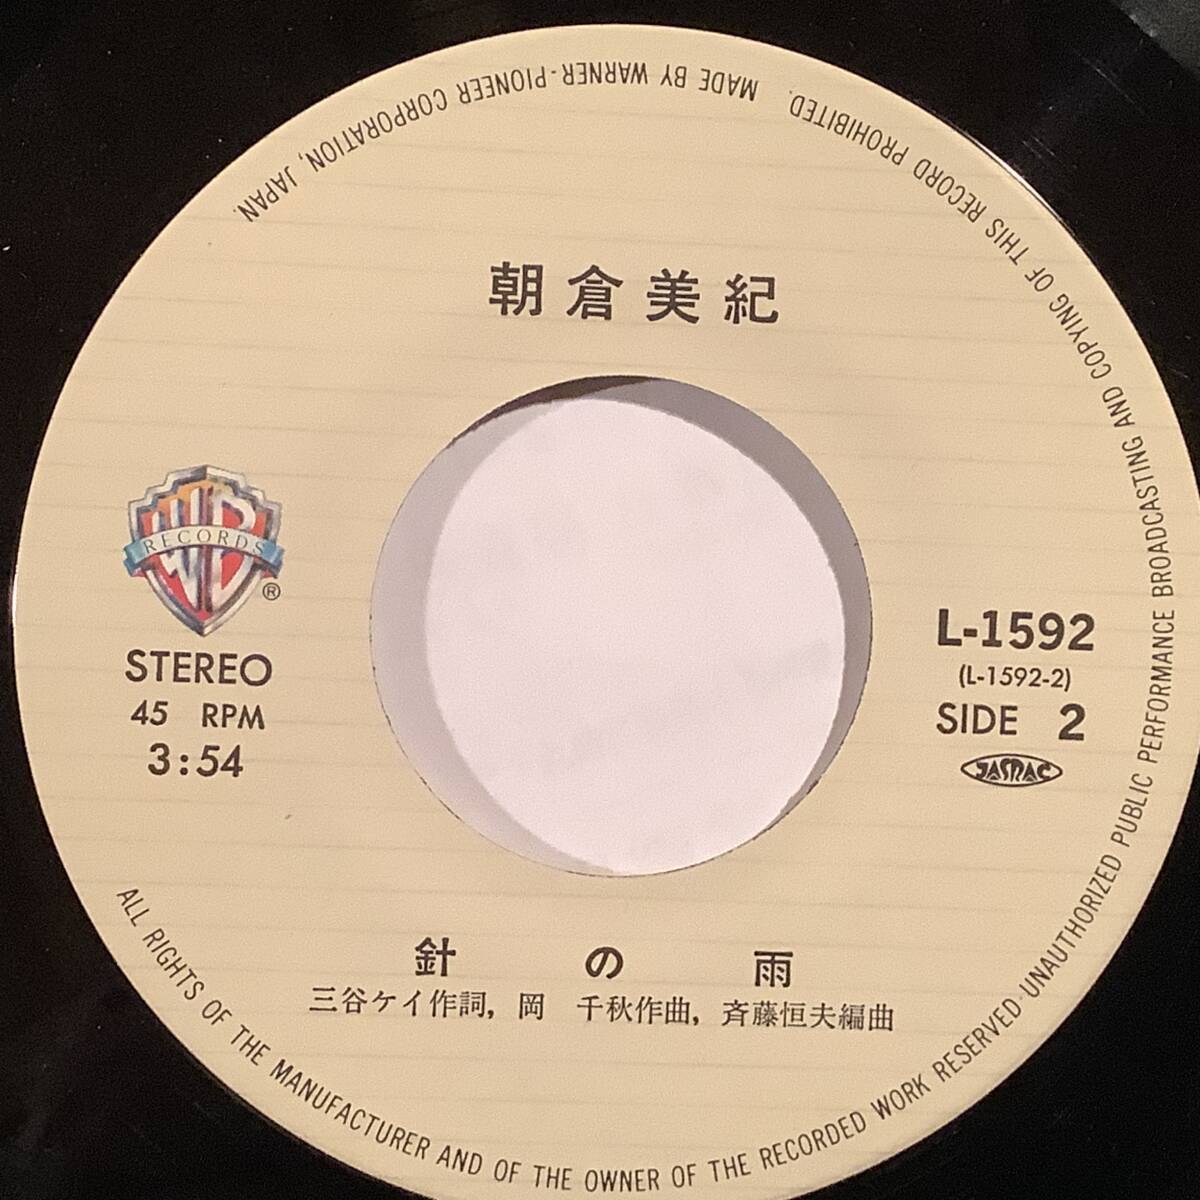 朝倉美紀
WB
RECORDS
®
STEREO
45 RPM
3:54
L-1592
(L-1592-2)
SIDE 2
JASRAC
針の雨
三谷ケイ作詞, 岡 千秋作曲, 斉藤恒夫編曲
ALL RIGHTS OF THE MANUFACTURER AND OF THE OWNER OF THE RECORDED WORK RESERVED·UNAUTHORIZED PUBLIC PERFORMANCE BROADCASTING AND COPYING OF THIS RECORD PROHIBITED. MADE BY WARNER-PIONEER CORPORATION, JAPAN.